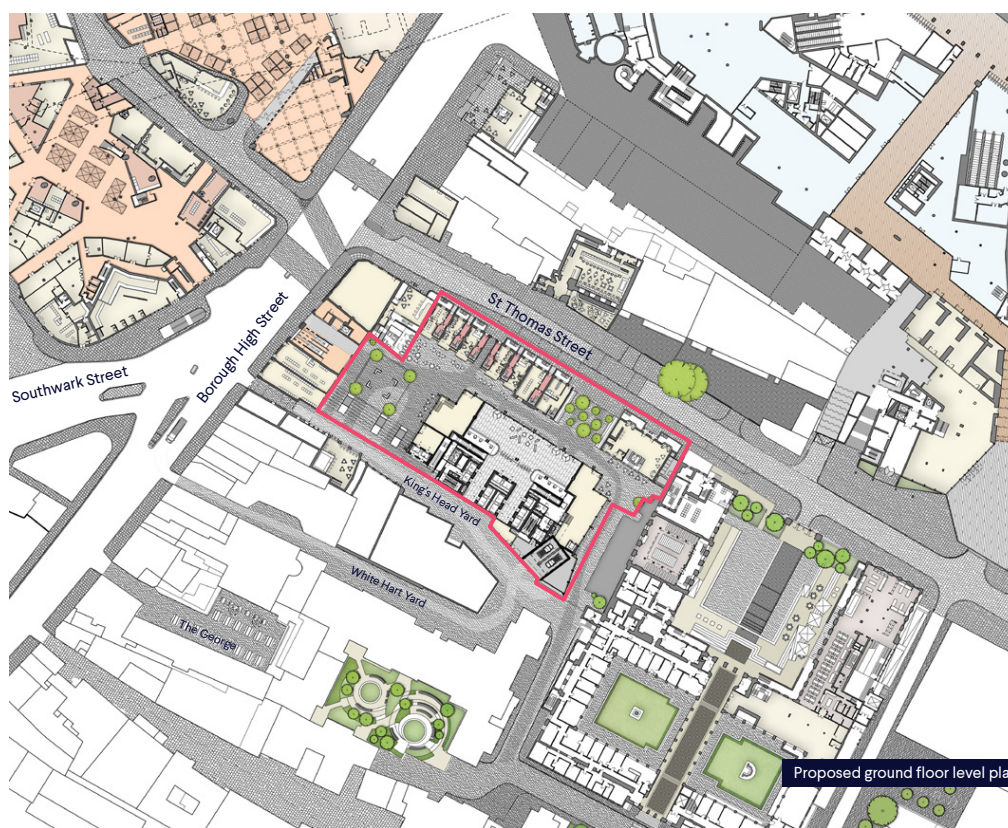 St Thomas Street
Borough High Street
Southwark Street
King's Head Yard
White Hart Yard
The George
Proposed ground floor level pla